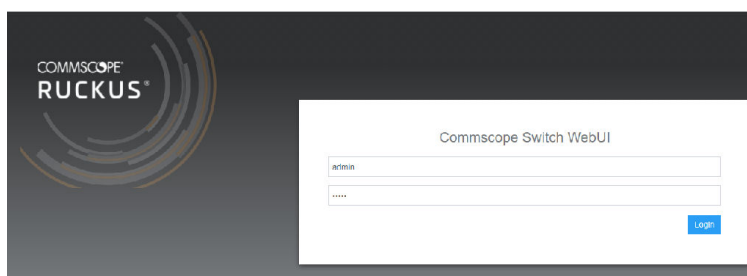 COMMSCOPE®
RUCKUS®
Commscope Switch WebUI
admin
.....
Login